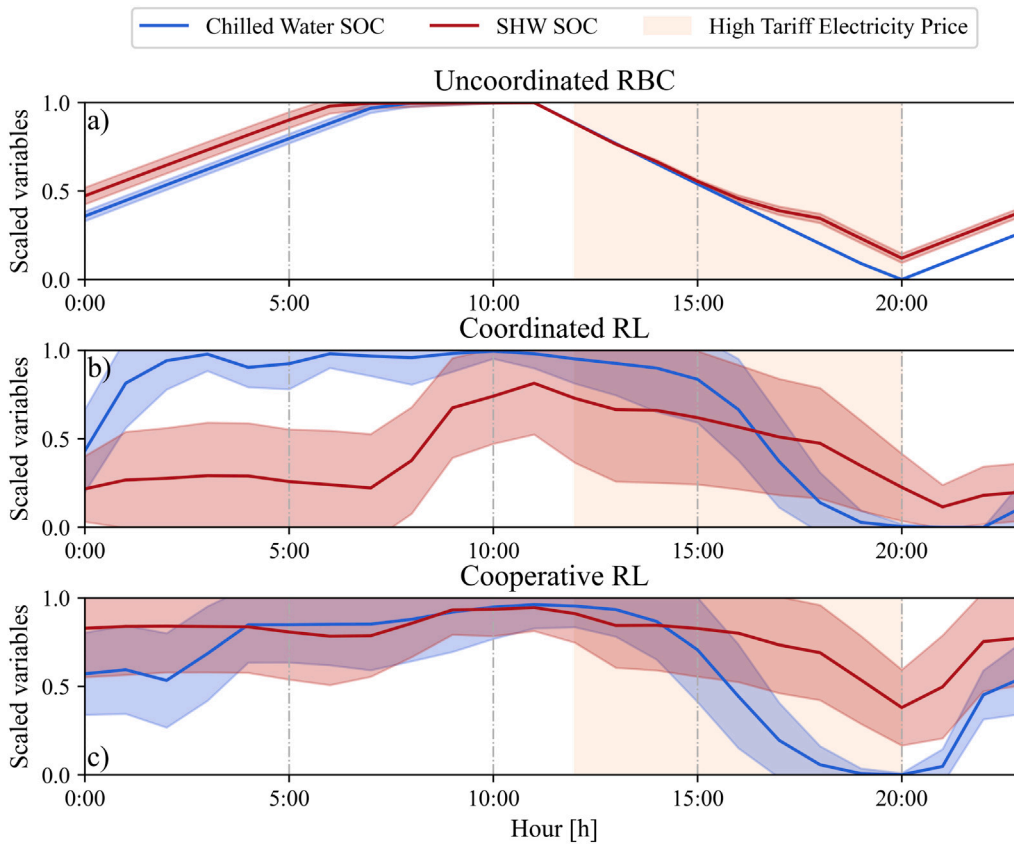 Chilled Water SOC SHW SOC High Tariff Electricity Price
Uncoordinated RBC
a)
Scaled variables
1.0
0.5
0.0
0:00 5:00 10:00 15:00 20:00
Coordinated RL
b)
Scaled variables
1.0
0.5
0.0
0:00 5:00 10:00 15:00 20:00
Cooperative RL
c)
Scaled variables
1.0
0.5
0.0
0:00 5:00 10:00 15:00 20:00
Hour [h]